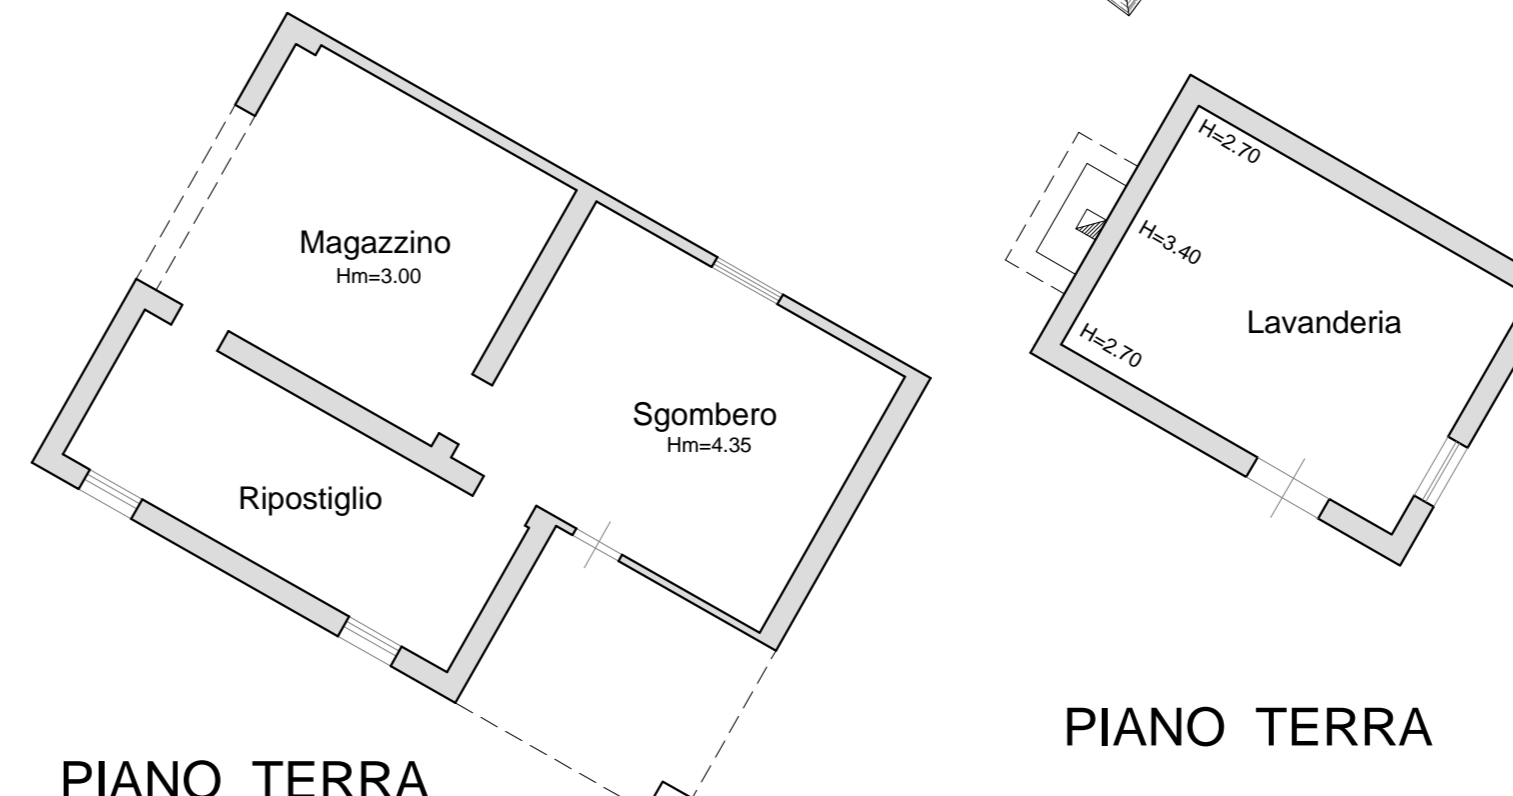 Magazzino
Hm=3.00
Sgombero
Hm=4.35
Ripostiglio
PIANO TERRA
H=2.70
H=3.40
Lavanderia
H=2.70
PIANO TERRA